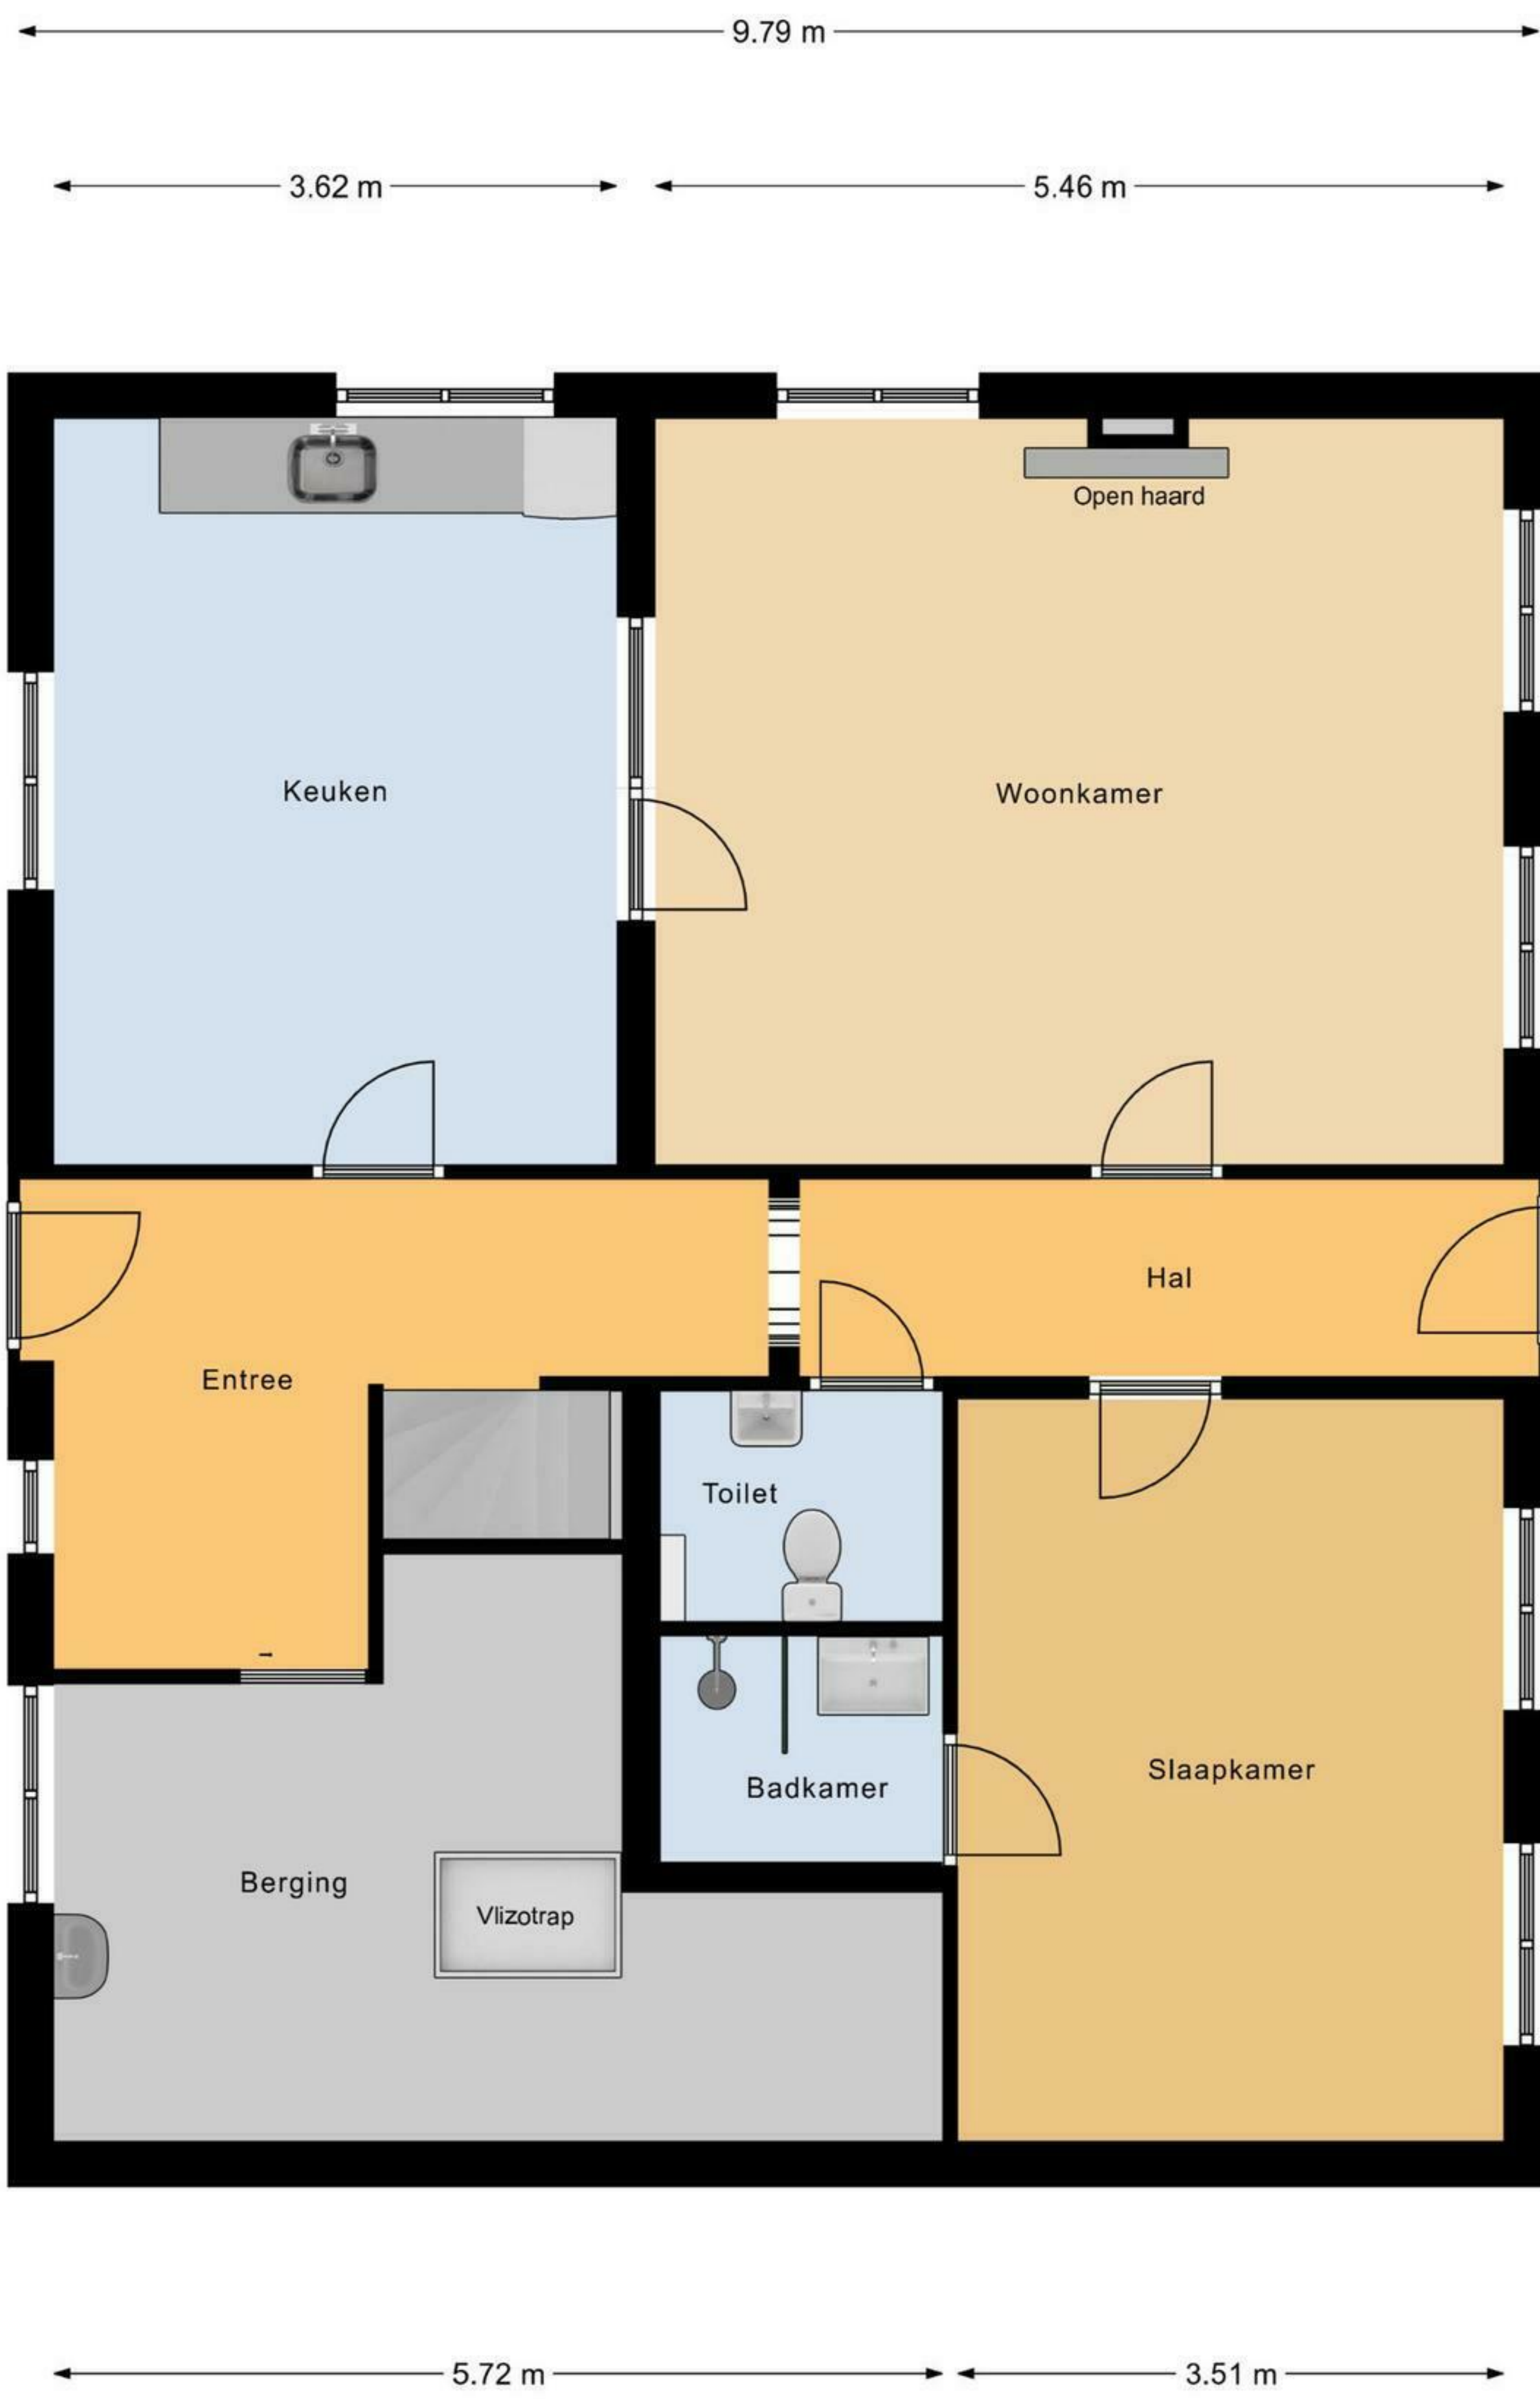 9.79 m
3.62 m
5.46 m
Open haard
Keuken
Woonkamer
Hal
Entree
Toilet
Slaapkamer
Badkamer
Berging
Vlizotrap
5.72 m
3.51 m